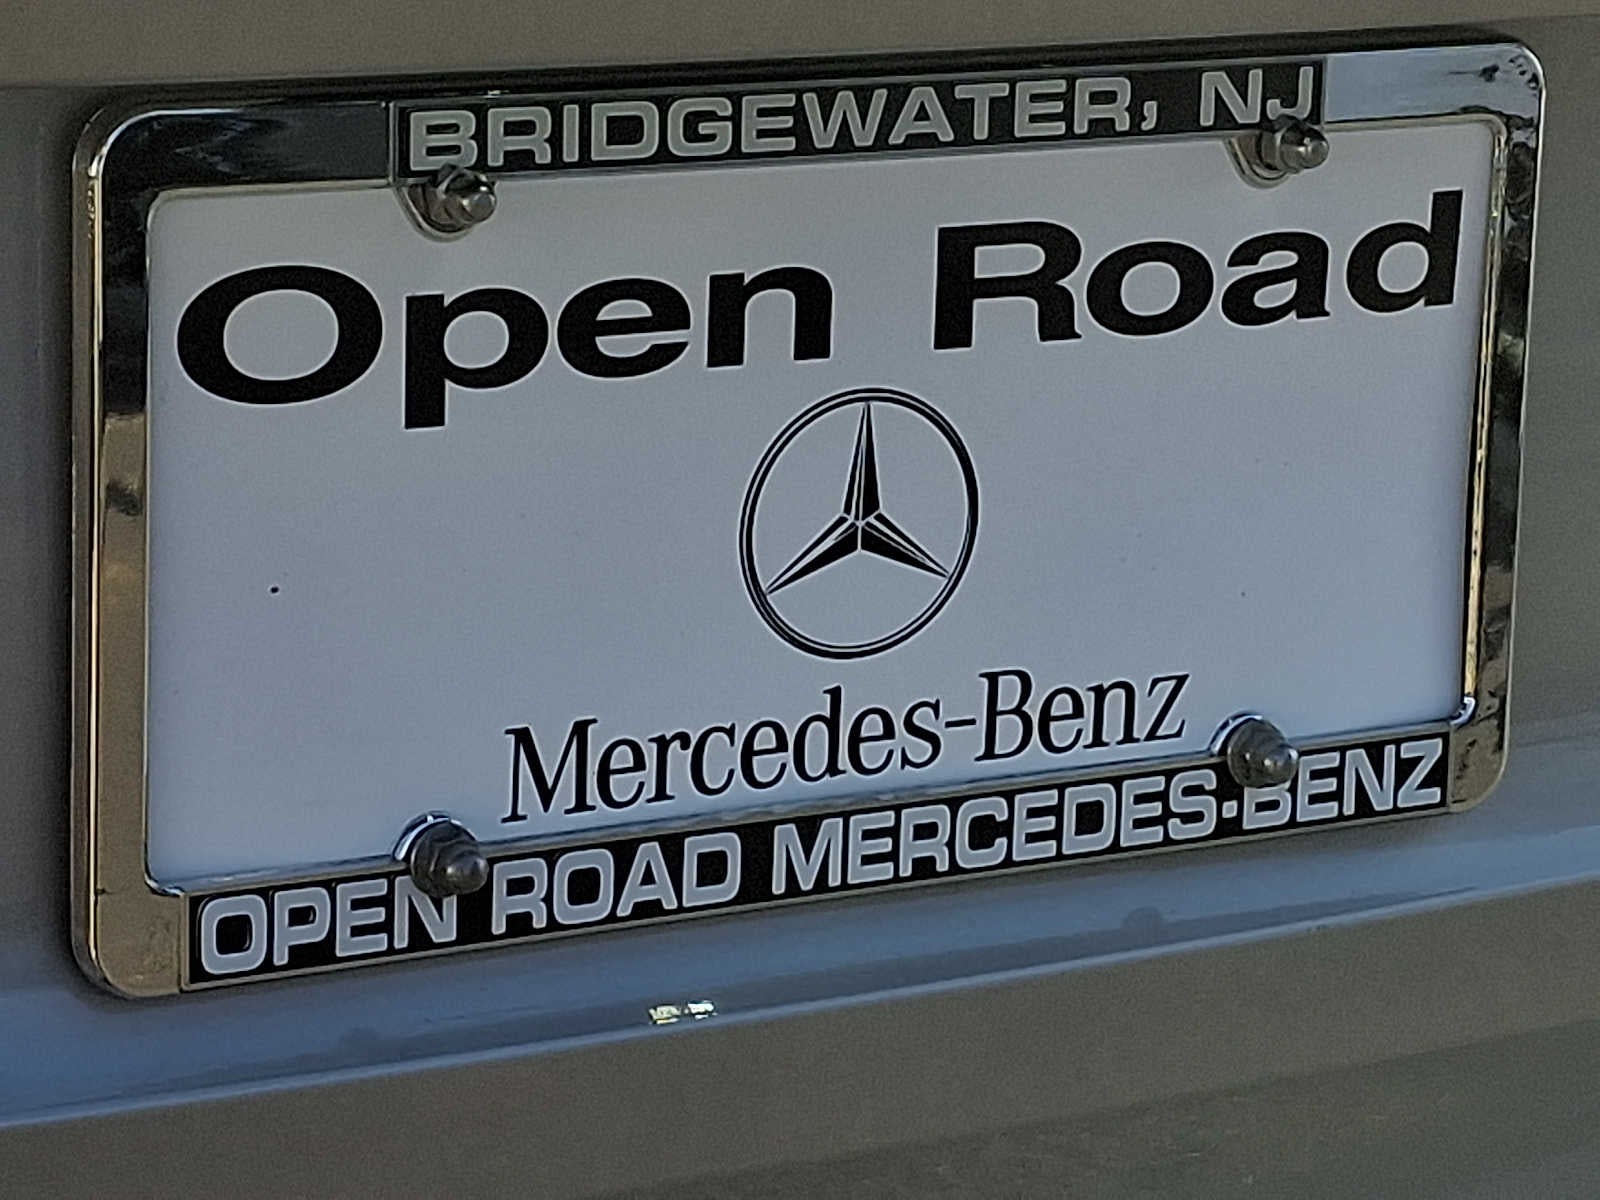 BRIDGEWATER, NJ
Open Road
Mercedes-Benz
OPEN ROAD MERCEDES-BENZ